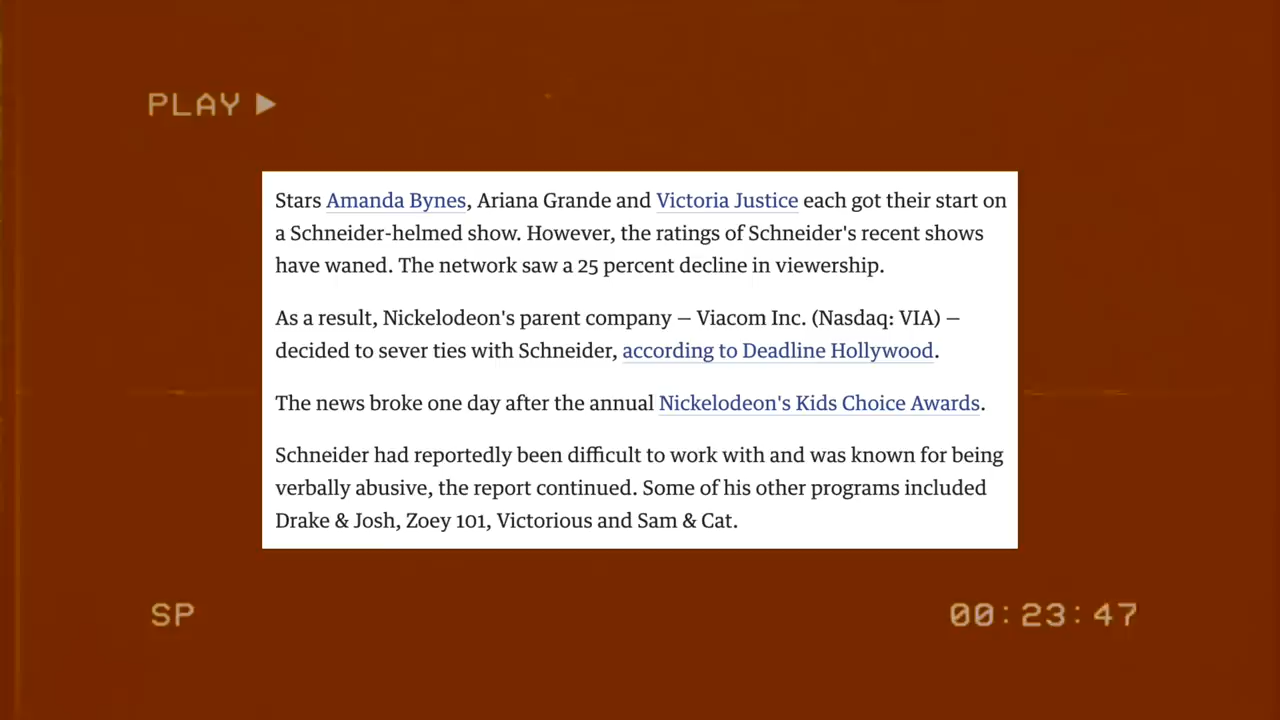 PLAY ▶
Stars Amanda Bynes, Ariana Grande and Victoria Justice each got their start on
a Schneider-helmed show. However, the ratings of Schneider's recent shows
have waned. The network saw a 25 percent decline in viewership.
As a result, Nickelodeon's parent company — Viacom Inc. (Nasdaq: VIA) —
decided to sever ties with Schneider, according to Deadline Hollywood.
The news broke one day after the annual Nickelodeon's Kids Choice Awards.
Schneider had reportedly been difficult to work with and was known for being
verbally abusive, the report continued. Some of his other programs included
Drake & Josh, Zoey 101, Victorious and Sam & Cat.
SP
00:23:47